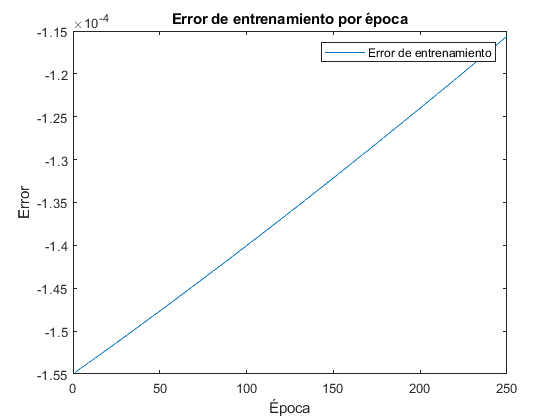 Error de entrenamiento por época
×10-4
Error de entrenamiento
-1.15
-1.2
-1.25
-1.3
-1.35
-1.4
-1.45
-1.5
-1.55
Error
0 50 100 150 200 250
Época